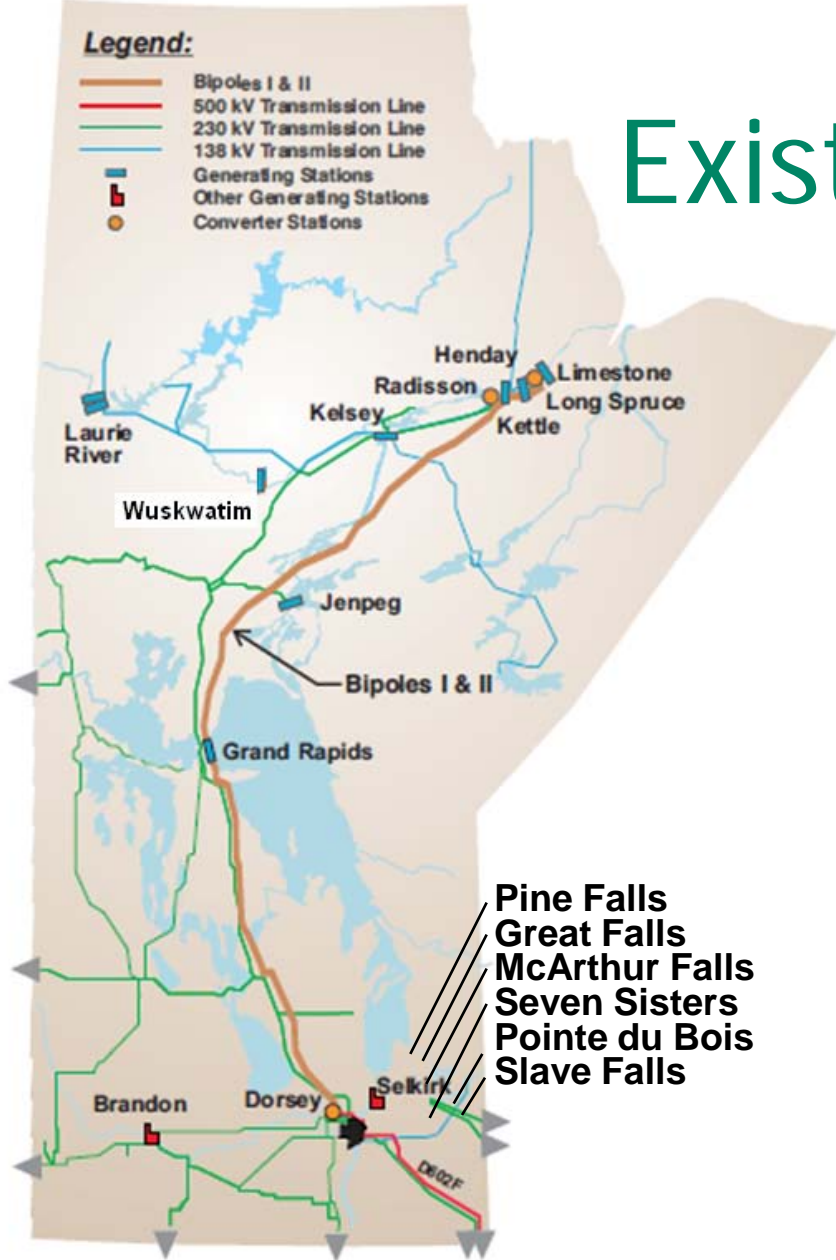 Legend:
Bipoles I & II
500 kV Transmission Line
230 kV Transmission Line
138 kV Transmission Line
Generating Stations
Other Generating Stations
Converter Stations
Exist
Henday
Limestone
Radisson
Long Spruce
Kelsey
Kettle
Laurie
River
Wuskwatim
Jenpeg
Bipoles I & II
Grand Rapids
Pine Falls
Great Falls
McArthur Falls
Seven Sisters
Pointe du Bois
Slave Falls
Selkirk
Brandon
Dorsey
D602F